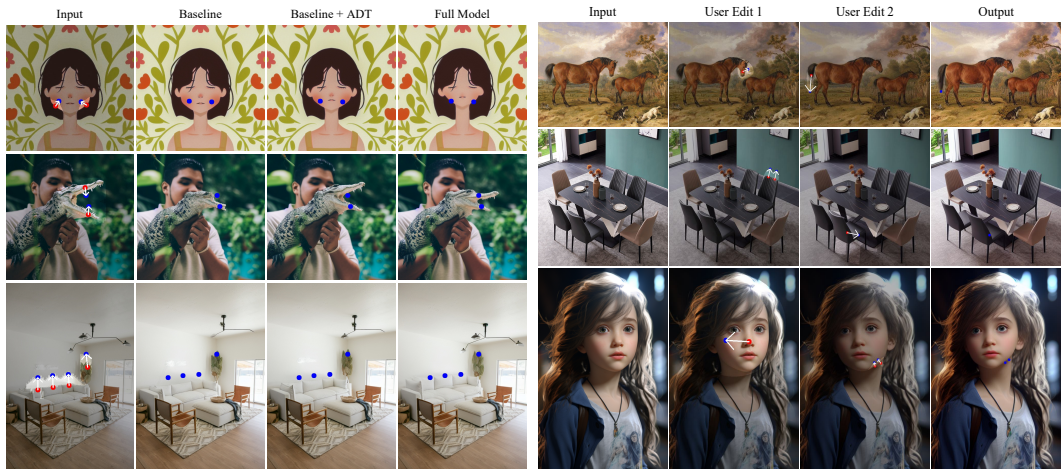 Input Baseline Baseline + ADT Full Model
Input User Edit 1 User Edit 2 Output